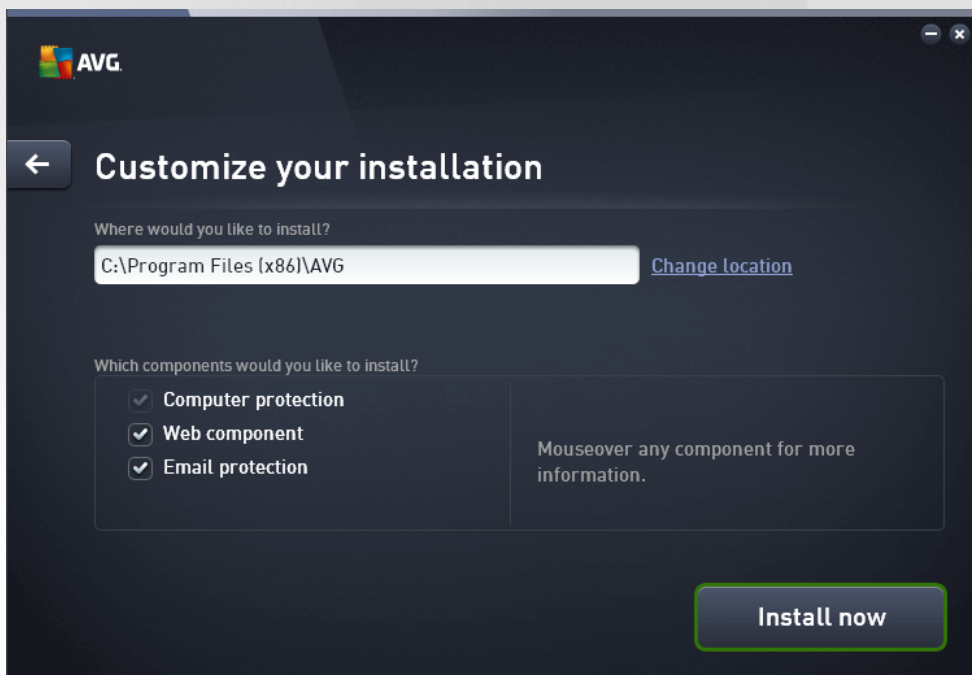 AVG.
Customize your installation
Where would you like to install?
C:\Program Files (x86)\AVG
Change location
Which components would you like to install?
Computer protection
Web component
Email protection
Mouseover any component for more
information.
Install now